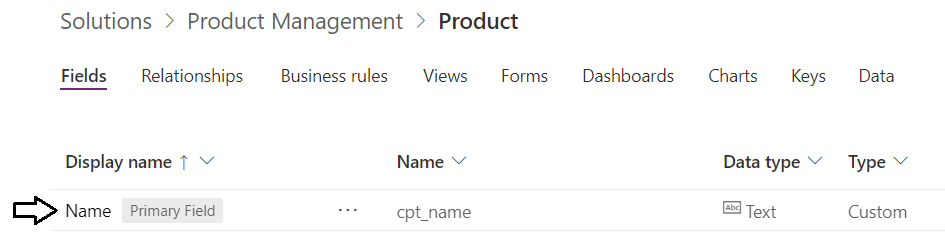 Solutions > Product Management > Product
Fields Relationships Business rules Views Forms Dashboards Charts Keys Data
Display name ↑ Name Data type Type
Name Primary Field ... cpt_name Abc Text Custom